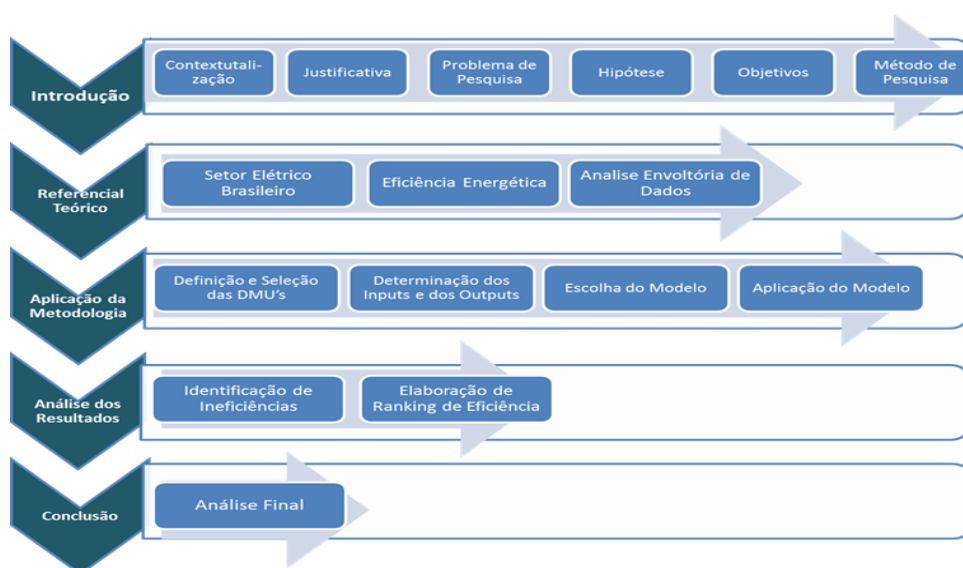 Introdução
Contextutali-
zação
Justificativa
Problema de
Pesquisa
Hipótese
Objetivos
Método de
Pesquisa
Referencial
Teórico
Setor Elétrico
Brasileiro
Eficiência Energética
Analise Envoltória de
Dados
Aplicação da
Metodologia
Definição e Seleção
das DMU's
Determinação dos
Inputs e dos Outputs
Escolha do Modelo
Aplicação do Modelo
Análise dos
Resultados
Identificação de
Ineficiências
Elaboração de
Ranking de Eficiência
Conclusão
Análise Final